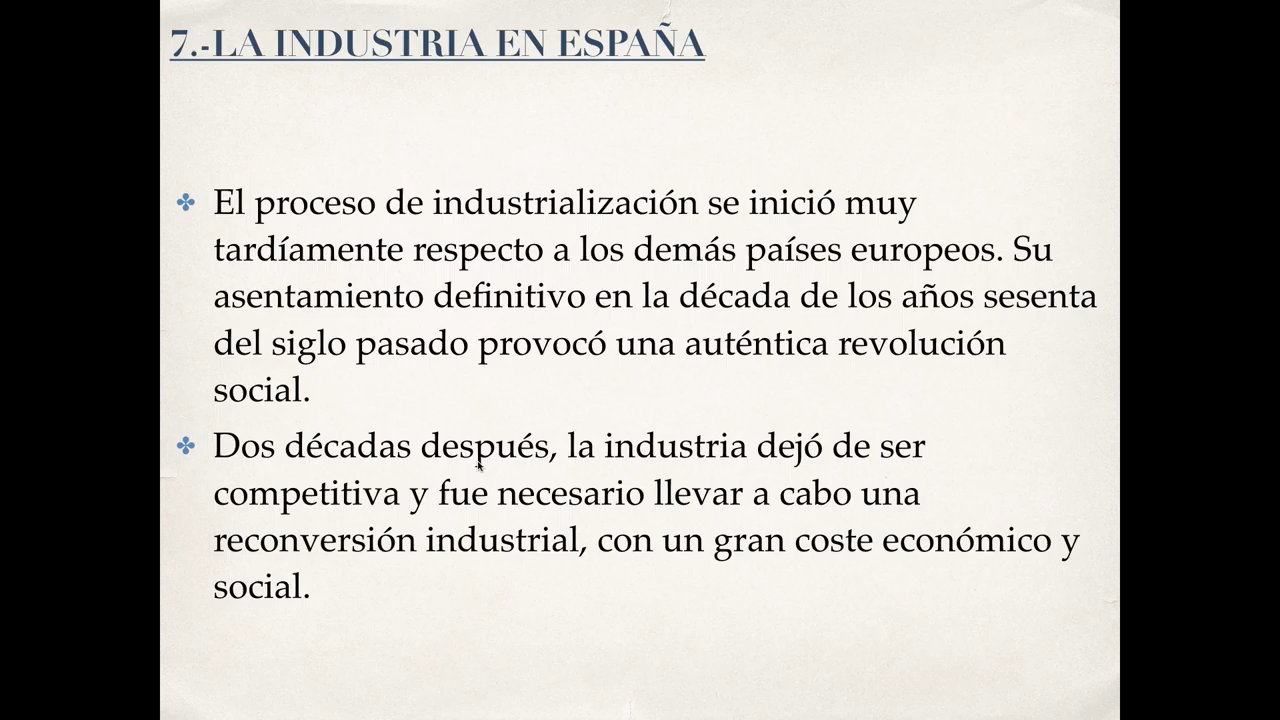 7.-LA INDUSTRIA EN ESPAÑA
El proceso de industrialización se inició muy
tardíamente respecto a los demás países europeos. Su
asentamiento definitivo en la década de los años sesenta
del siglo pasado provocó una auténtica revolución
social.
Dos décadas después, la industria dejó de ser
competitiva y fue necesario llevar a cabo una
reconversión industrial, con un gran coste económico y
social.